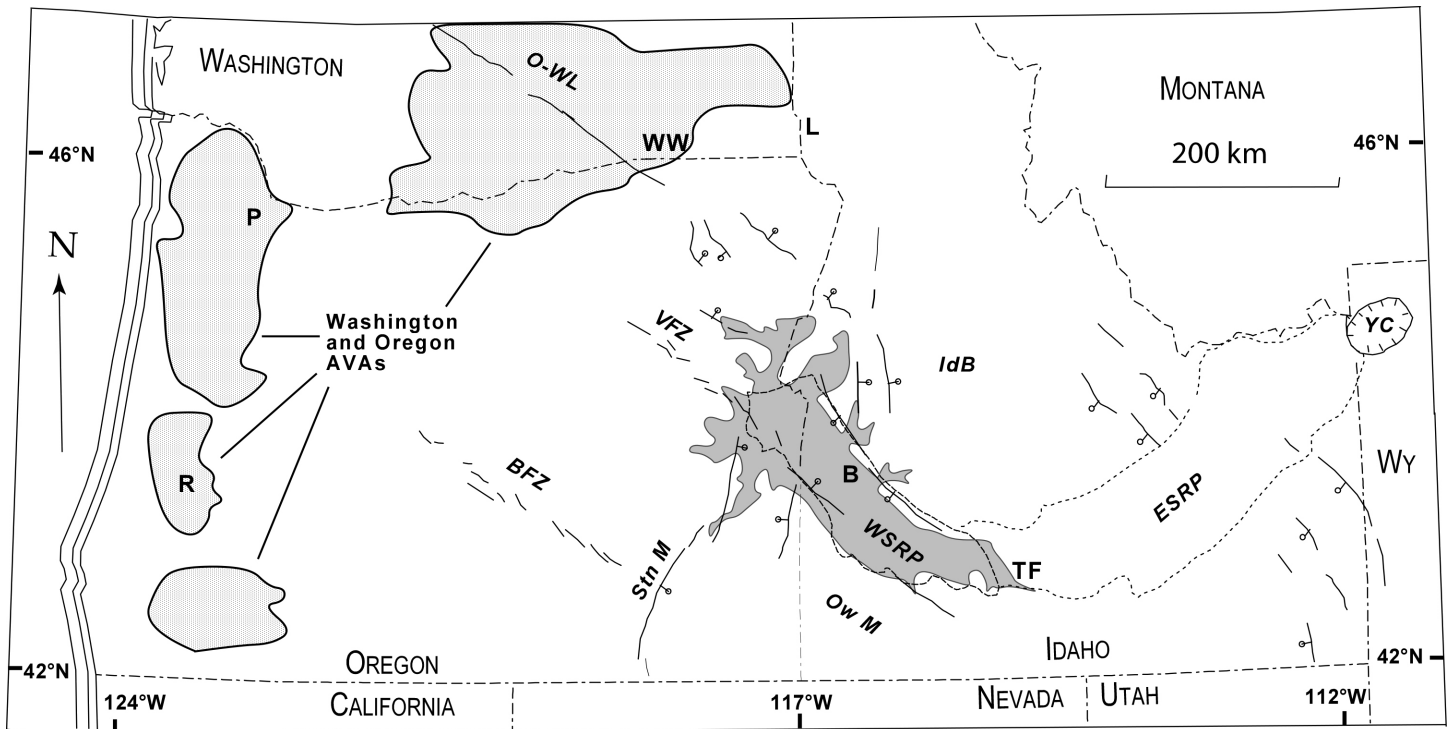 WASHINGTON
O-WL
MONTANA
200 km
46°N
46°N
WW
L
P
N
Washington
and Oregon
AVAs
VFZ
IdB
YC
BFZ
R
B
WSRP
ESRP
WY
Stn M
TF
Ow M
OREGON
IDAHO
42°N
42°N
124°W
CALIFORNIA
117°W
NEVADA
UTAH
112°W